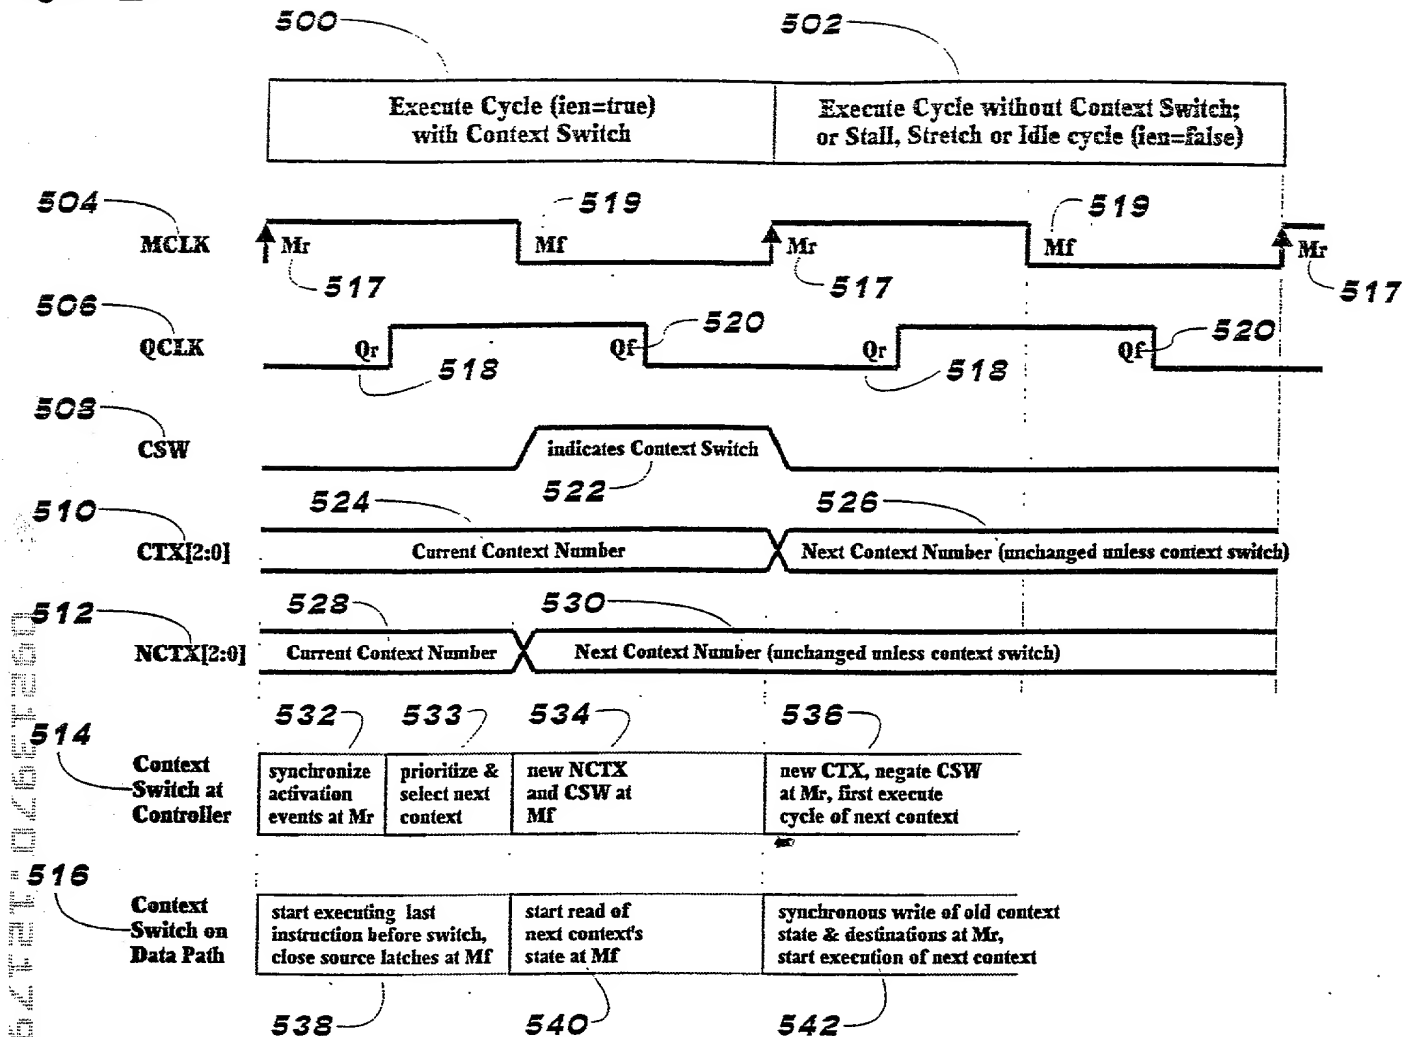 500
502
Execute Cycle (ien=true)
with Context Switch
Execute Cycle without Context Switch;
or Stall, Stretch or Idle cycle (ien=false)
504
519
519
MCLK
Mr
Mf
Mr
Mf
Mr
517
517
517
506
520
520
QCLK
Qr
Qf
Qr
Qf
518
518
508
CSW
indicates Context Switch
522
510
524
526
CTX[2:0]
Current Context Number
Next Context Number (unchanged unless context switch)
512
528
530
NCTX[2:0]
Current Context Number
Next Context Number (unchanged unless context switch)
532
533
534
536
514
Context
Switch at
Controller
synchronize
activation
events at Mr
prioritize &
select next
context
new NCTX
and CSW at
Mf
new CTX, negate CSW
at Mr, first execute
cycle of next context
516
Context
Switch on
Data Path
start executing last
instruction before switch,
close source latches at Mf
start read of
next context's
state at Mf
synchronous write of old context
state & destinations at Mr,
start execution of next context
538
540
542